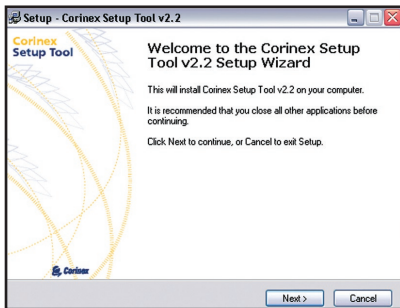 Setup - Corinex Setup Tool v2.2
Corinex
Setup Tool
Welcome to the Corinex Setup
Tool v2.2 Setup Wizard
This will install Corinex Setup Tool v2.2 on your computer.
It is recommended that you close all other applications before
continuing.
Click Next to continue, or Cancel to exit Setup.
Corinex
Next >
Cancel